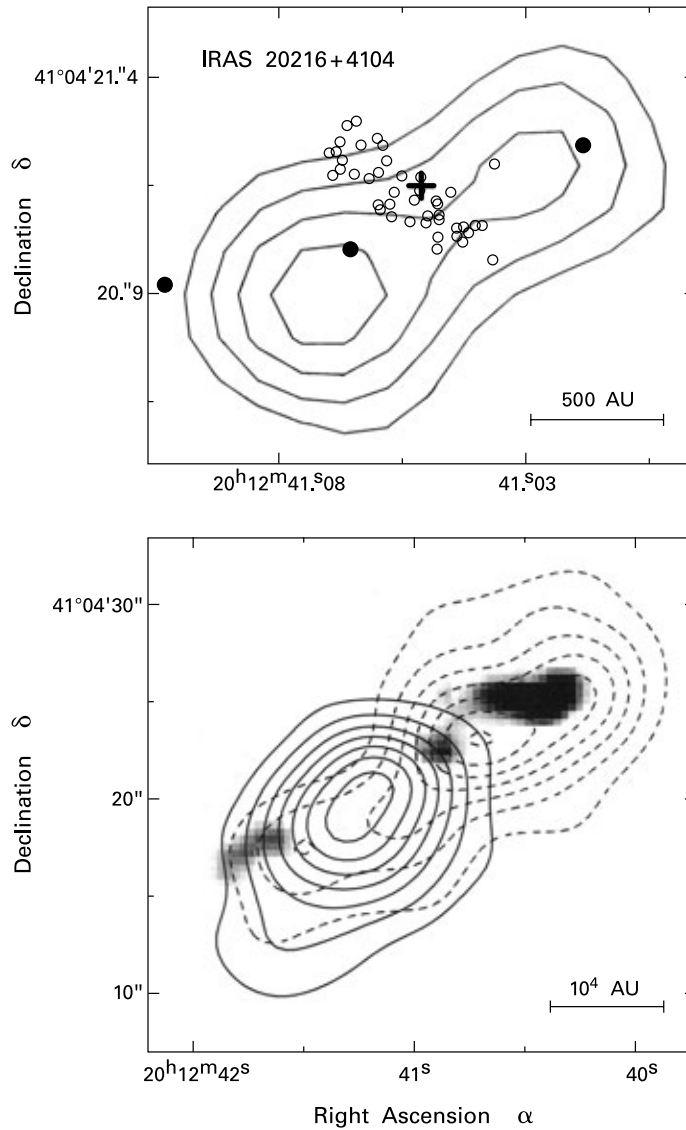 IRAS 20216+4104
41°04'21."4
20."9
Declination δ
500 AU
20ʰ12ᵐ41.ˢ08
41.ˢ03
41°04'30"
20"
10"
Declination δ
10⁴ AU
20ʰ12ᵐ42ˢ
41ˢ
40ˢ
Right Ascension α